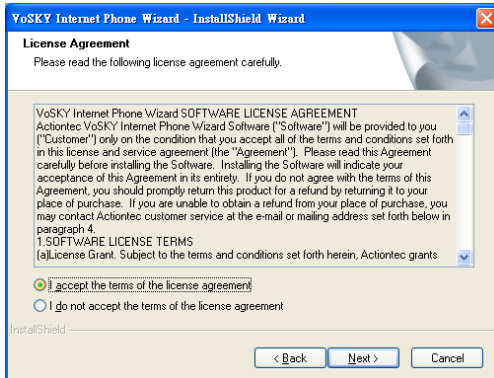 VoSKY Internet Phone Wizard - InstallShield Wizard
License Agreement
Please read the following license agreement carefully.
VoSKY Internet Phone Wizard SOFTWARE LICENSE AGREEMENT
Actiontec VoSKY Internet Phone Wizard Software ("Software") will be provided to you
("Customer") only on the condition that you accept all of the terms and conditions set forth
in this license and service agreement (the "Agreement"). Please read this Agreement
carefully before installing the Software. Installing the Software will indicate your
acceptance of this Agreement in its entirety. If you do not agree with the terms of this
Agreement, you should promptly return this product for a refund by returning it to your
place of purchase. If you are unable to obtain a refund from your place of purchase, you
may contact Actiontec customer service at the e-mail or mailing address set forth below in
paragraph 4.
1.SOFTWARE LICENSE TERMS
(a)License Grant. Subject to the terms and conditions set forth herein, Actiontec grants
I accept the terms of the license agreement
I do not accept the terms of the license agreement
InstallShield
< Back Next > Cancel